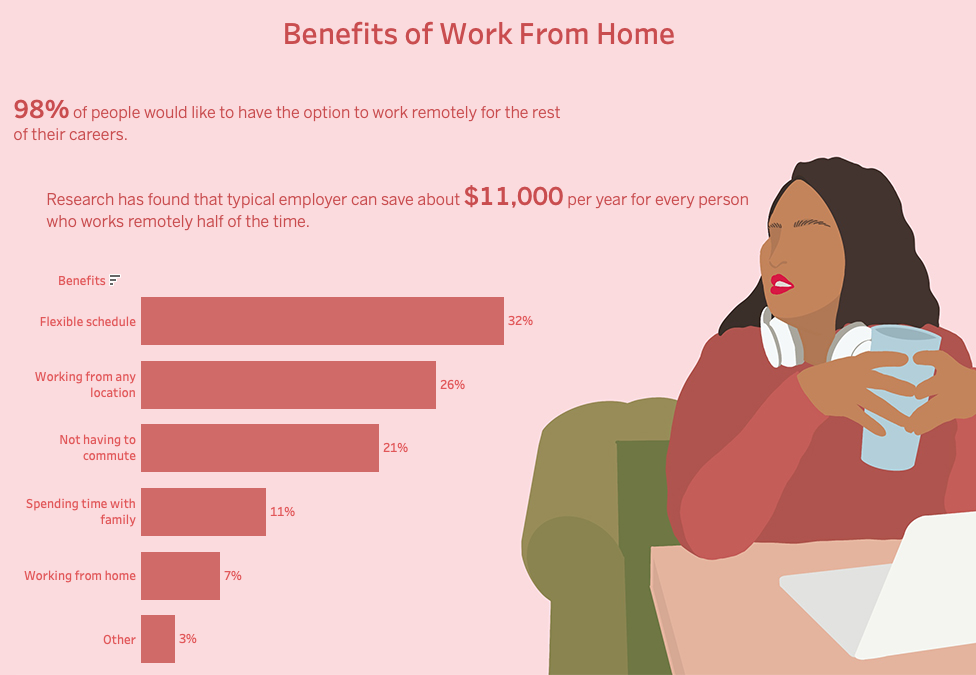 Benefits of Work From Home
98% of people would like to have the option to work remotely for the rest
of their careers.
Research has found that typical employer can save about $11,000 per year for every person
who works remotely half of the time.
Benefits
Flexible schedule
32%
Working from any
location
26%
Not having to
commute
21%
Spending time with
family
11%
Working from home
7%
Other
3%